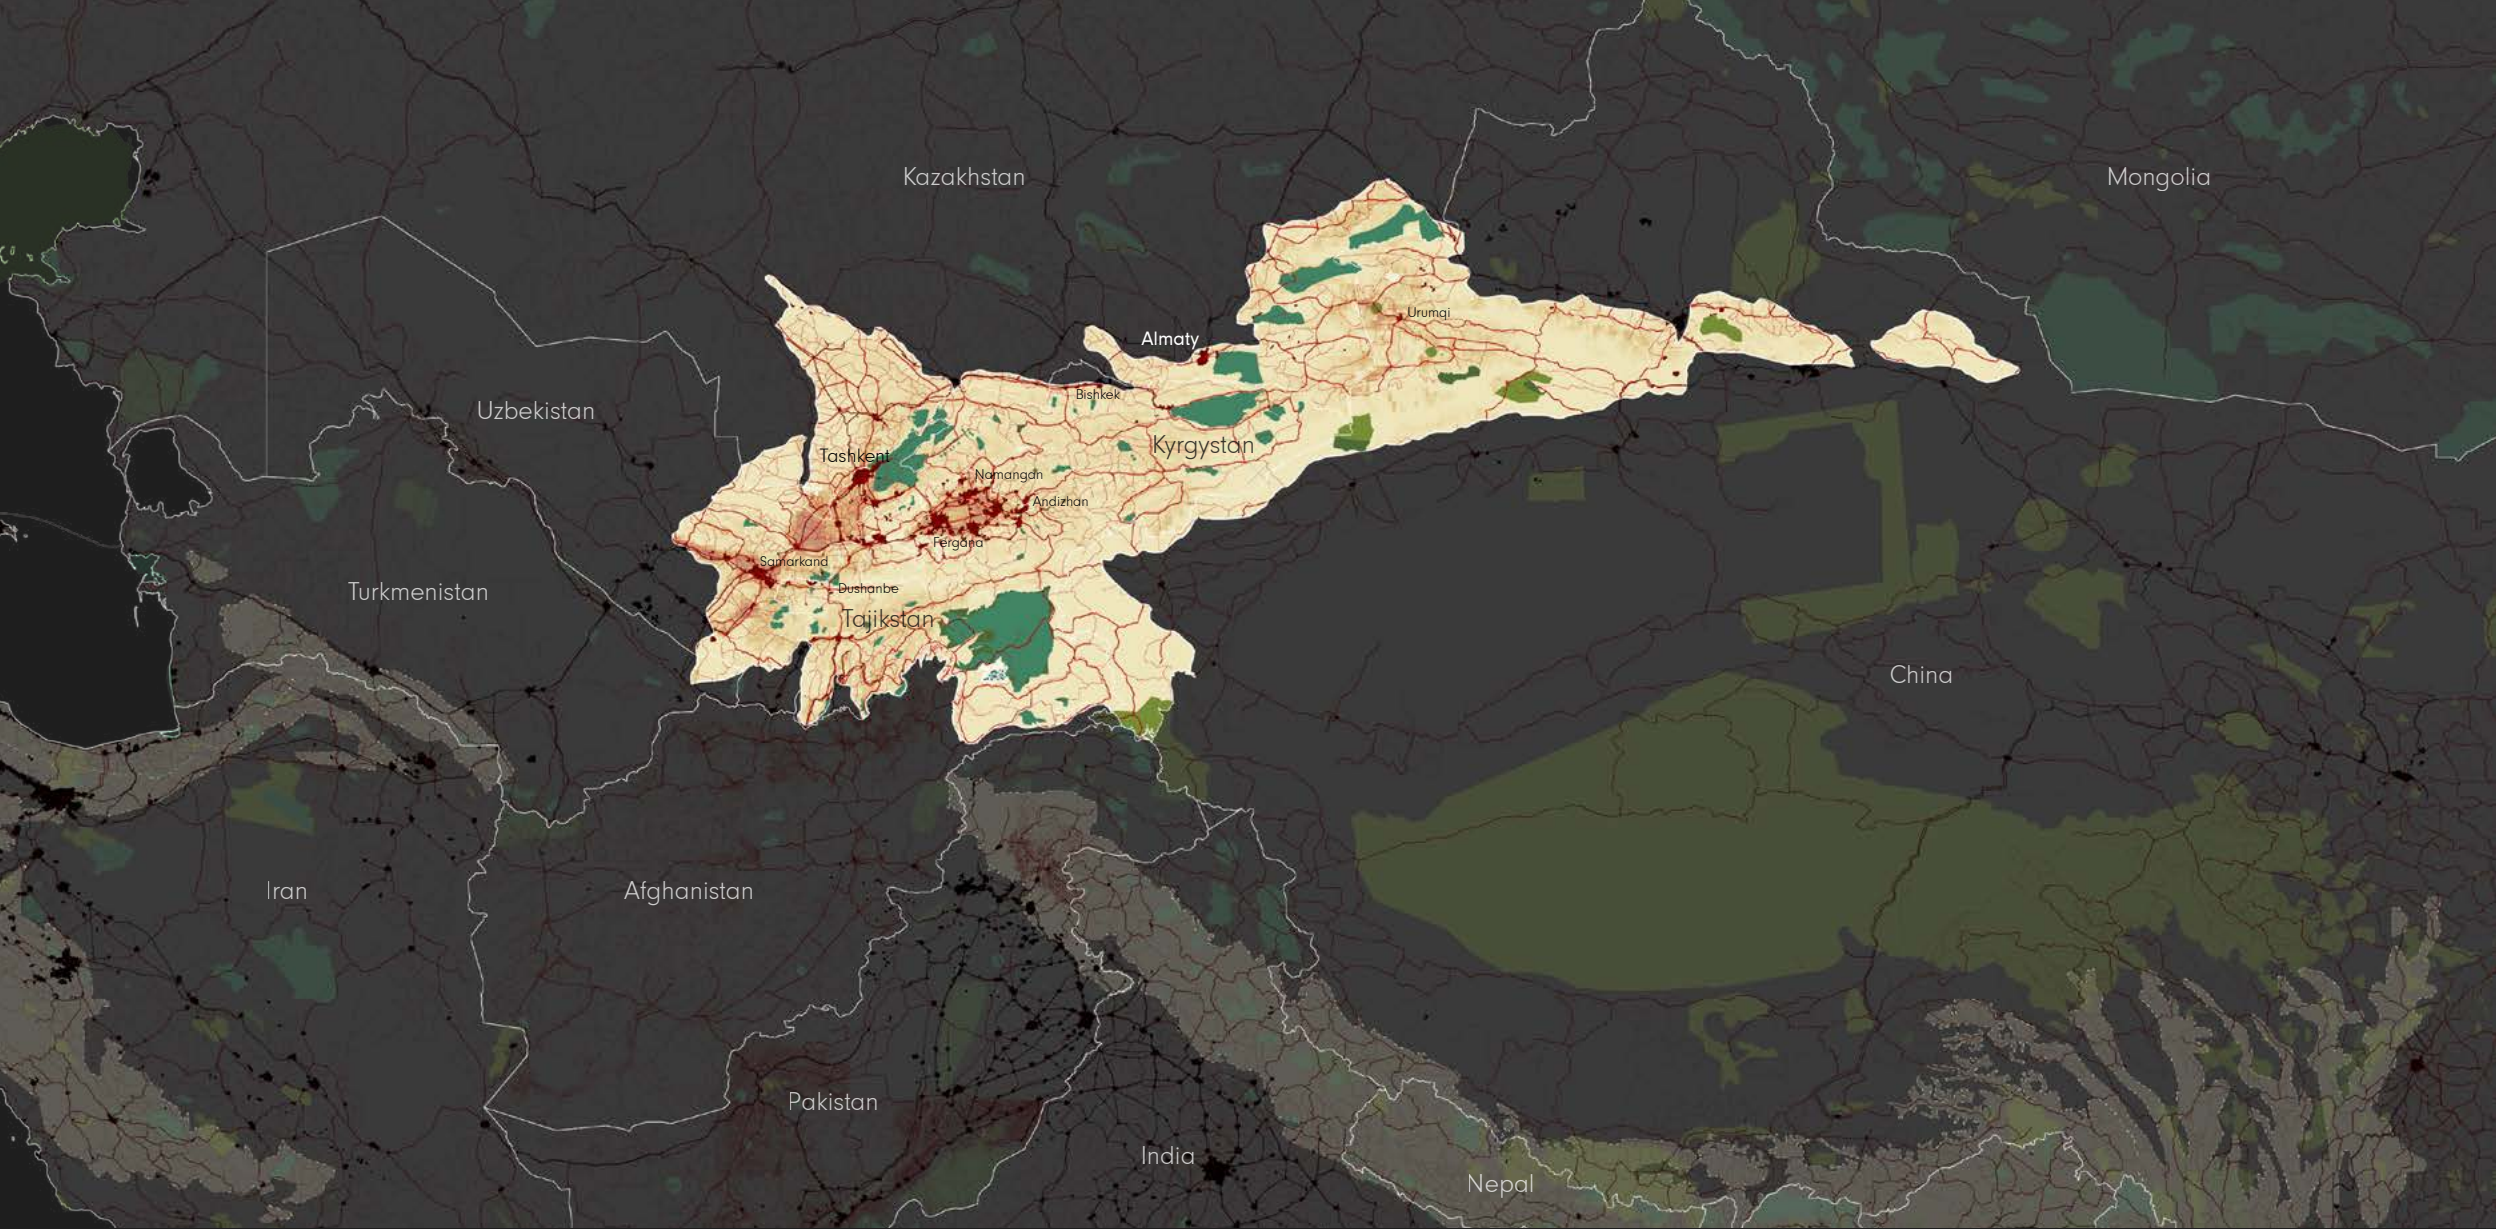 Kazakhstan
Mongolia
Urumqi
Almaty
Bishkek
Uzbekistan
Kyrgystan
Tashkent
Namangan
Andizhan
Fergana
Samarkand
Dushanbe
Turkmenistan
Tajikstan
China
Iran
Afghanistan
Pakistan
India
Nepal